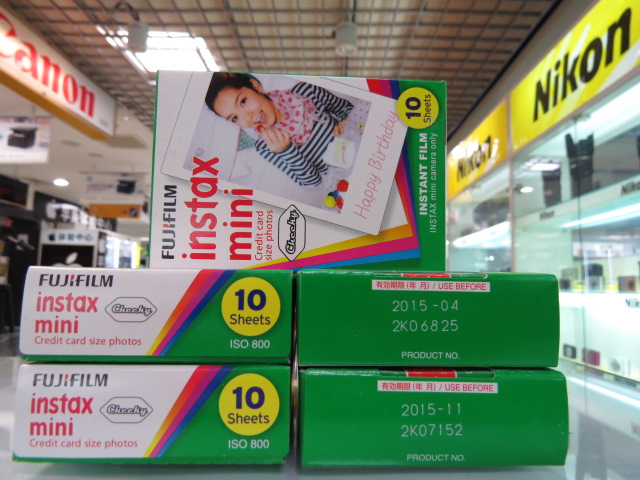 Canon
Nikon
Nikon
FUJIFILM
instax
mini
Credit card
size photos
Cheeky
Happy Birthday
10
Sheets
INSTANT FILM
INSTAX mini camera only
FUJIFILM
instax
mini
Cheeky
Credit card size photos
10
Sheets
ISO 800
有効期限(年 月) / USE BEFORE
2015-04
2K06825
PRODUCT NO.
FUJIFILM
instax
mini
Cheeky
Credit card size photos
10
Sheets
ISO 800
有効期限(年 月) / USE BEFORE
2015-11
2K07152
PRODUCT NO.